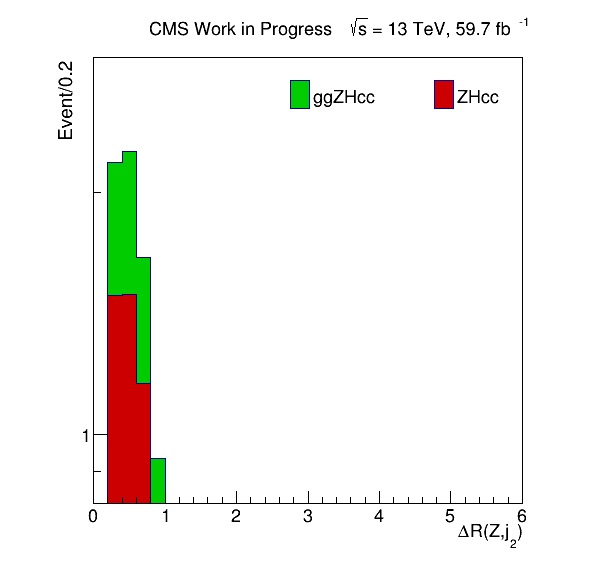 CMS Work in Progress √s = 13 TeV, 59.7 fb -1
Event/0.2
ggZHcc ZHcc
1
0 1 2 3 4 5 6
ΔR(Z,j2)